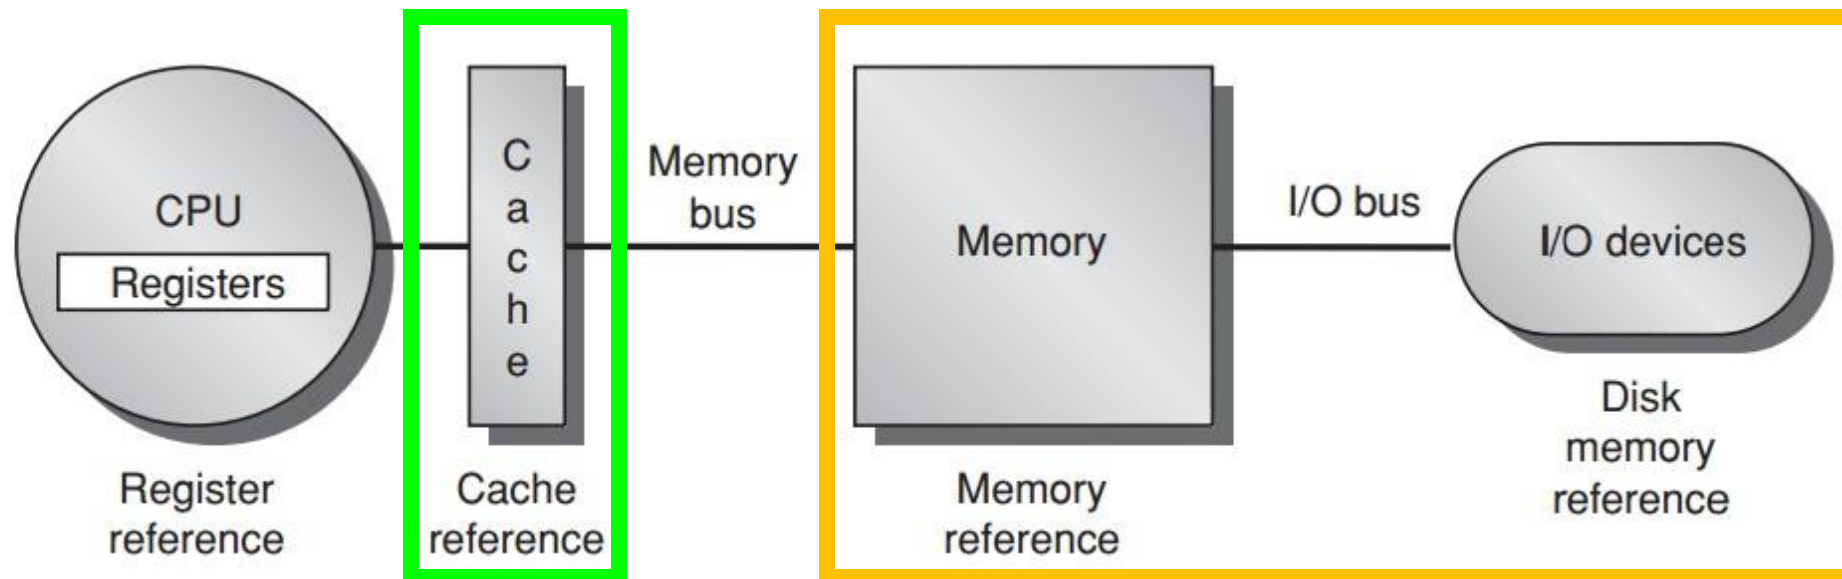 CPU
Registers
Register
reference
C
a
c
h
e
Cache
reference
Memory
bus
Memory
Memory
reference
I/O bus
I/O devices
Disk
memory
reference